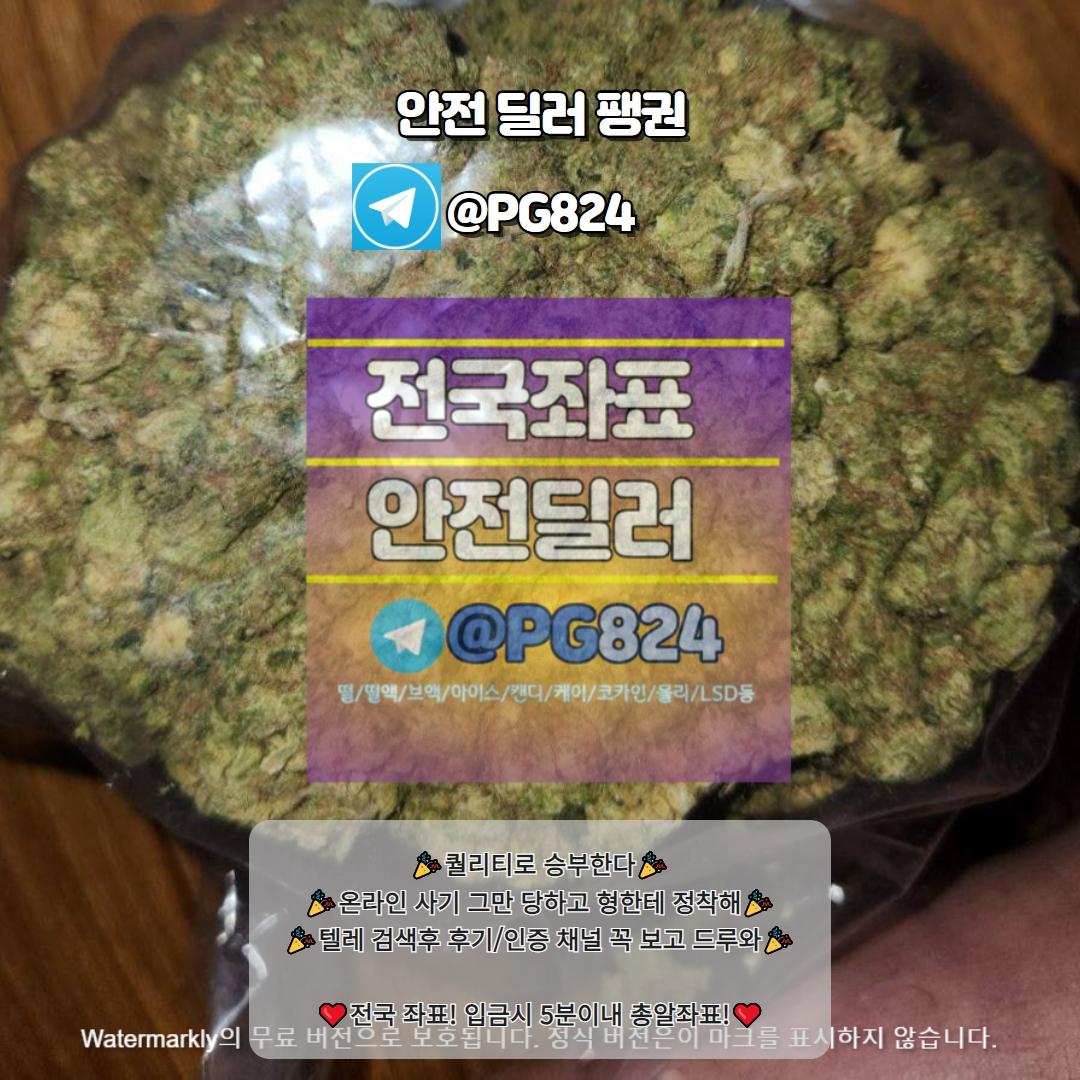 안전 딜러 팽권
@PG824
전국좌표
안전딜러
@PG824
떨/떨액/브액/아이스/캔디/케이/코카인/몰리/LSD등
🎉퀄리티로 승부한다🎉
🎉온라인 사기 그만 당하고 형한테 정착해🎉
🎉텔레 검색후 후기/인증 채널 꼭 보고 드루와🎉
❤️전국 좌표! 입금시 5분이내 총알좌표!❤️
Watermarkly의 무료 버전으로 보호됩니다. 정식 버전은이 마크를 표시하지 않습니다.